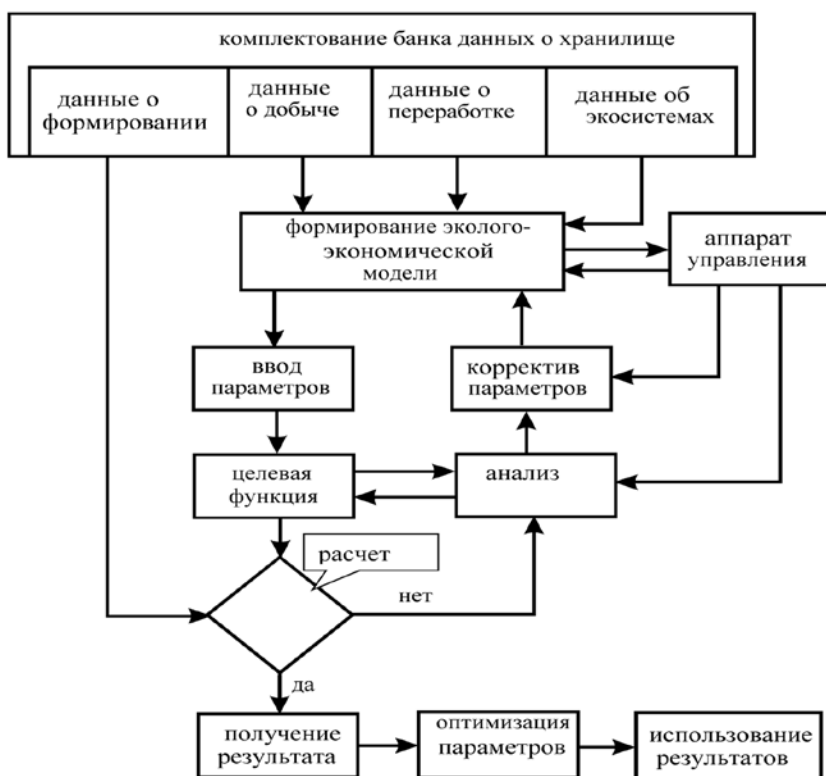 комплектование банка данных о хранилище
данные о
формировании
данные
о добыче
данные о
переработке
данные об
экосистемах
формирование эколого-
экономической
модели
аппарат
управления
ввод
параметров
корректив
параметров
целевая
функция
анализ
расчет
нет
да
получение
результата
оптимизация
параметров
использование
результатов